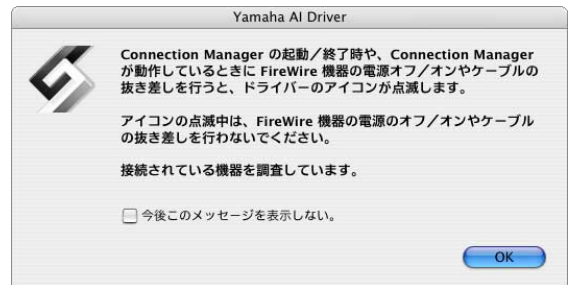 Yamaha AI Driver
Connection Manager の起動／終了時や、Connection Manager
が動作しているときに FireWire 機器の電源オフ／オンやケーブルの
抜き差しを行うと、ドライバーのアイコンが点滅します。
アイコンの点滅中は、FireWire 機器の電源のオフ／オンやケーブル
の抜き差しを行わないでください。
接続されている機器を調査しています。
今後このメッセージを表示しない。
OK